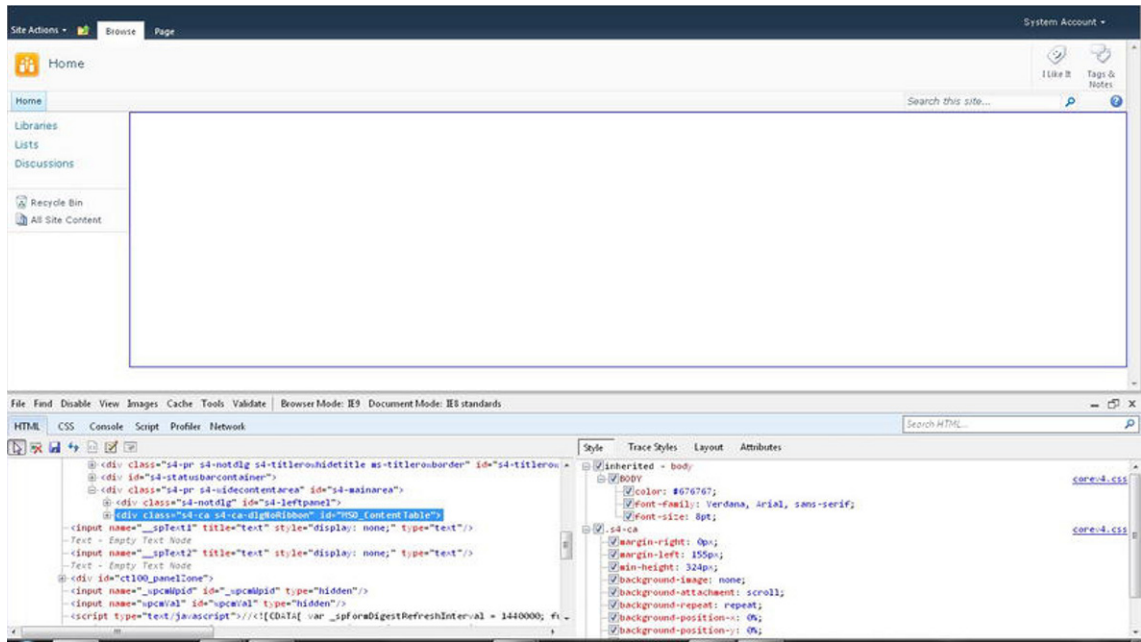 System Account
Site Actions
Browse
Page
Home
I Like It
Tags & Notes
Home
Search this site...
Libraries
Lists
Discussions
Recycle Bin
All Site Content
File Find Disable View Images Cache Tools Validate Browser Mode: IE9 Document Mode: IE8 standards
HTML CSS Console Script Profiler Network
Search HTML...
Style Trace Styles Layout Attributes
<div class="s4-pr s4-notdlg s4-titlerowhidetitle ms-titlerowborder" id="s4-titlerow
<div id="s4-statusbarcontainer">
<div class="s4-pr s4-widecontentarea" id="s4-mainarea">
<div class="s4-notdlg" id="s4-leftpanel">
<div class="s4-ca s4-ca-dlgNoRibbon" id="MSO_ContentTable">
<input name="__spText1" title="text" style="display: none;" type="text"/>
Text - Empty Text Node
<input name="__spText2" title="text" style="display: none;" type="text"/>
Text - Empty Text Node
<div id="ctl00_panelZone">
<input name="_wpcmWpid" id="_wpcmWpid" type="hidden"/>
<input name="wpcmVal" id="wpcmVal" type="hidden"/>
<script type="text/javascript">//<![CDATA[ var _spFormDigestRefreshInterval = 1440000; fu
inherited - body
BODY
corev4.css
color: #676767;
font-family: Verdana, Arial, sans-serif;
font-size: 8pt;
.s4-ca
corev4.css
margin-right: 0px;
margin-left: 155px;
min-height: 324px;
background-image: none;
background-attachment: scroll;
background-repeat: repeat;
background-position-x: 0%;
background-position-y: 0%;